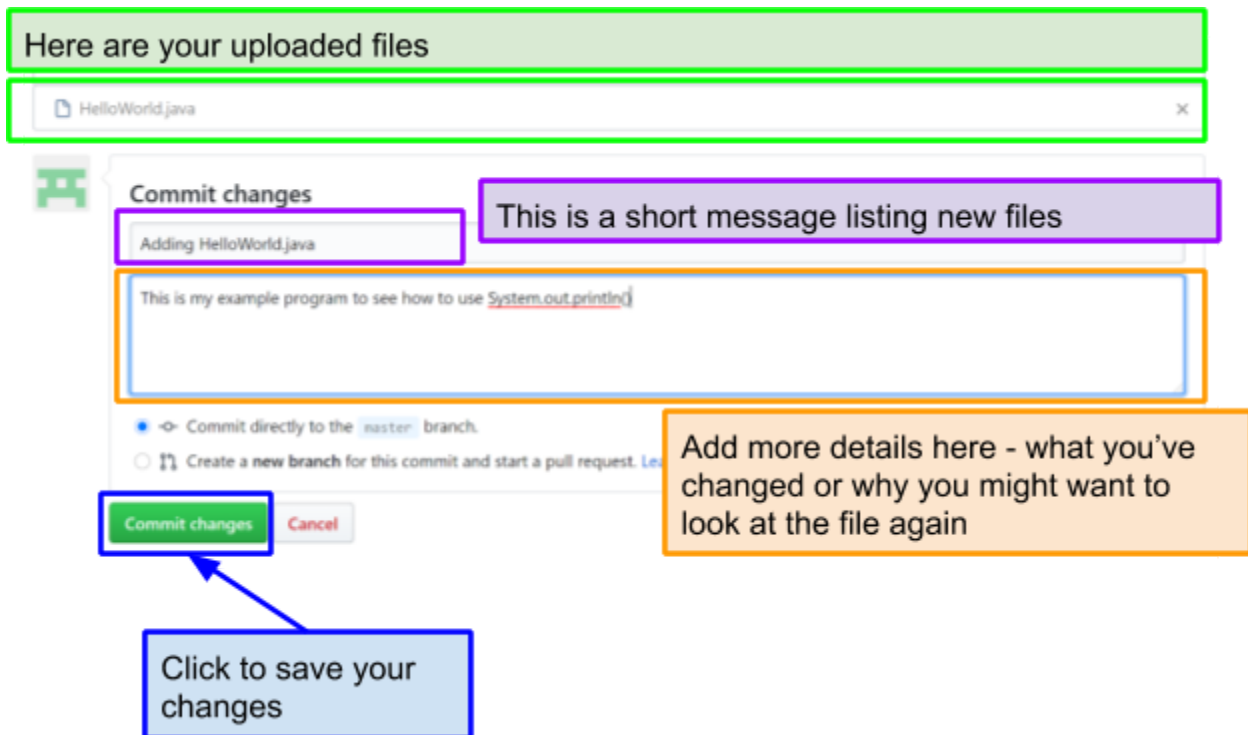 Here are your uploaded files
HelloWorld.java ×
Commit changes
This is a short message listing new files
Adding HelloWorld.java
This is my example program to see how to use System.out.println()
Commit directly to the master branch.
Create a new branch for this commit and start a pull request.
Add more details here - what you’ve
changed or why you might want to
look at the file again
Commit changes Cancel
Click to save your
changes